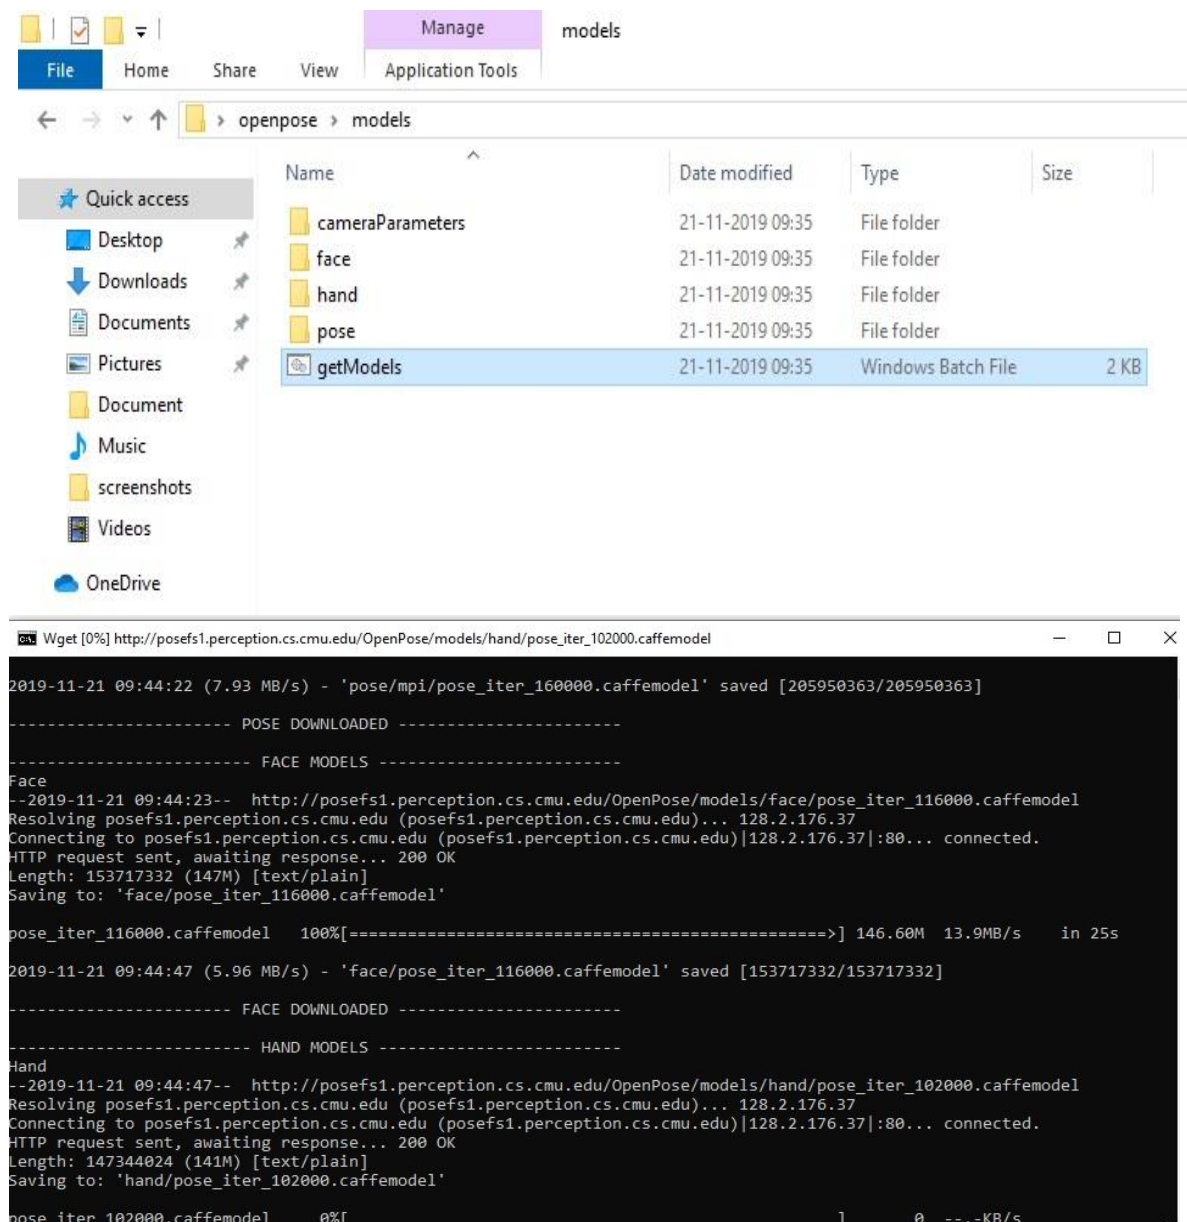 Manage models
File Home Share View Application Tools
openpose > models
Name Date modified Type Size
Quick access
Desktop
Downloads
Documents
Pictures
Document
Music
screenshots
Videos
OneDrive
cameraParameters 21-11-2019 09:35 File folder
face 21-11-2019 09:35 File folder
hand 21-11-2019 09:35 File folder
pose 21-11-2019 09:35 File folder
getModels 21-11-2019 09:35 Windows Batch File 2 KB
Wget [0%] http://posefs1.perception.cs.cmu.edu/OpenPose/models/hand/pose_iter_102000.caffemodel
2019-11-21 09:44:22 (7.93 MB/s) - 'pose/mpi/pose_iter_160000.caffemodel' saved [205950363/205950363]
----------------------- POSE DOWNLOADED -----------------------
------------------------- FACE MODELS -------------------------
Face
--2019-11-21 09:44:23-- http://posefs1.perception.cs.cmu.edu/OpenPose/models/face/pose_iter_116000.caffemodel
Resolving posefs1.perception.cs.cmu.edu (posefs1.perception.cs.cmu.edu)... 128.2.176.37
Connecting to posefs1.perception.cs.cmu.edu (posefs1.perception.cs.cmu.edu)|128.2.176.37|:80... connected.
HTTP request sent, awaiting response... 200 OK
Length: 153717332 (147M) [text/plain]
Saving to: 'face/pose_iter_116000.caffemodel'
pose_iter_116000.caffemodel 100%[=================================================>] 146.60M 13.9MB/s in 25s
2019-11-21 09:44:47 (5.96 MB/s) - 'face/pose_iter_116000.caffemodel' saved [153717332/153717332]
----------------------- FACE DOWNLOADED -----------------------
------------------------- HAND MODELS -------------------------
Hand
--2019-11-21 09:44:47-- http://posefs1.perception.cs.cmu.edu/OpenPose/models/hand/pose_iter_102000.caffemodel
Resolving posefs1.perception.cs.cmu.edu (posefs1.perception.cs.cmu.edu)... 128.2.176.37
Connecting to posefs1.perception.cs.cmu.edu (posefs1.perception.cs.cmu.edu)|128.2.176.37|:80... connected.
HTTP request sent, awaiting response... 200 OK
Length: 147344024 (141M) [text/plain]
Saving to: 'hand/pose_iter_102000.caffemodel'
pose_iter_102000.caffemodel 0%[ ] 0 --.-KB/s